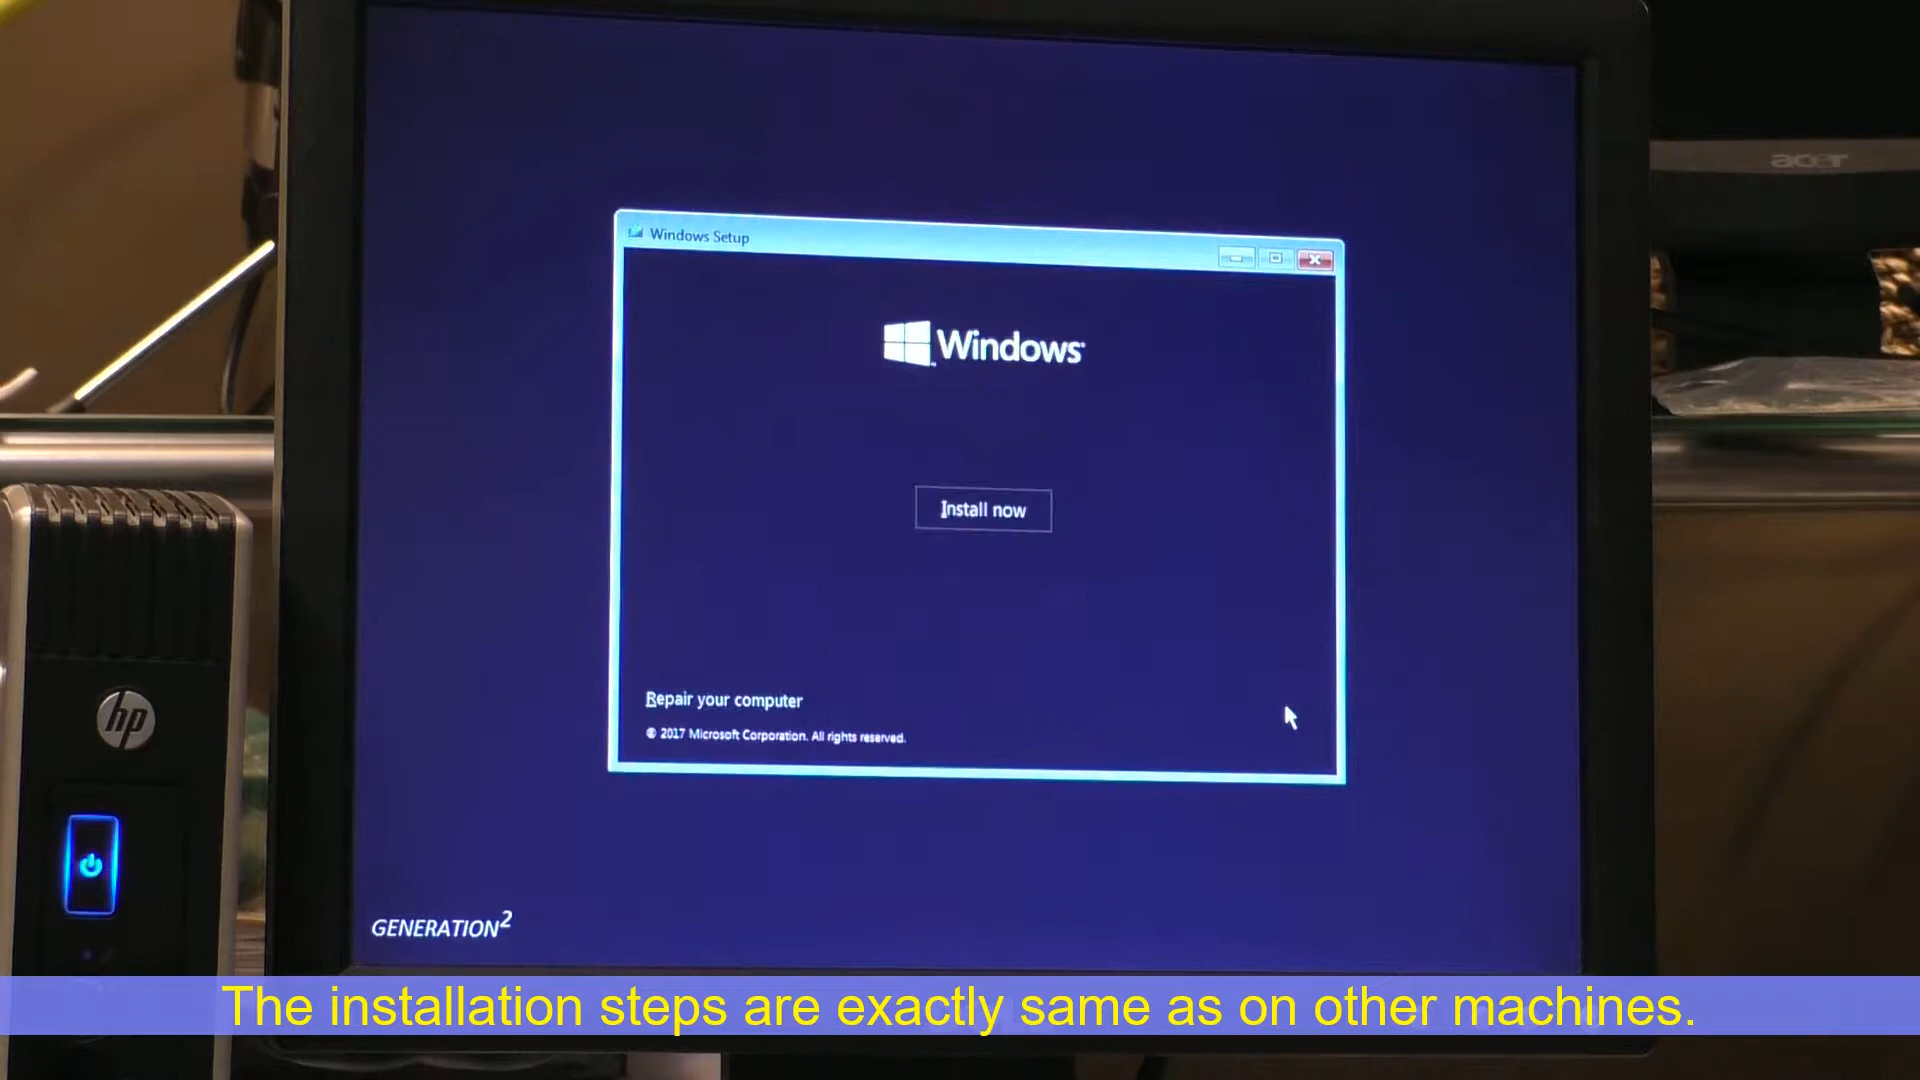 acer
Windows Setup
Windows
Install now
Repair your computer
© 2017 Microsoft Corporation. All rights reserved.
hp
GENERATION2
The installation steps are exactly same as on other machines.